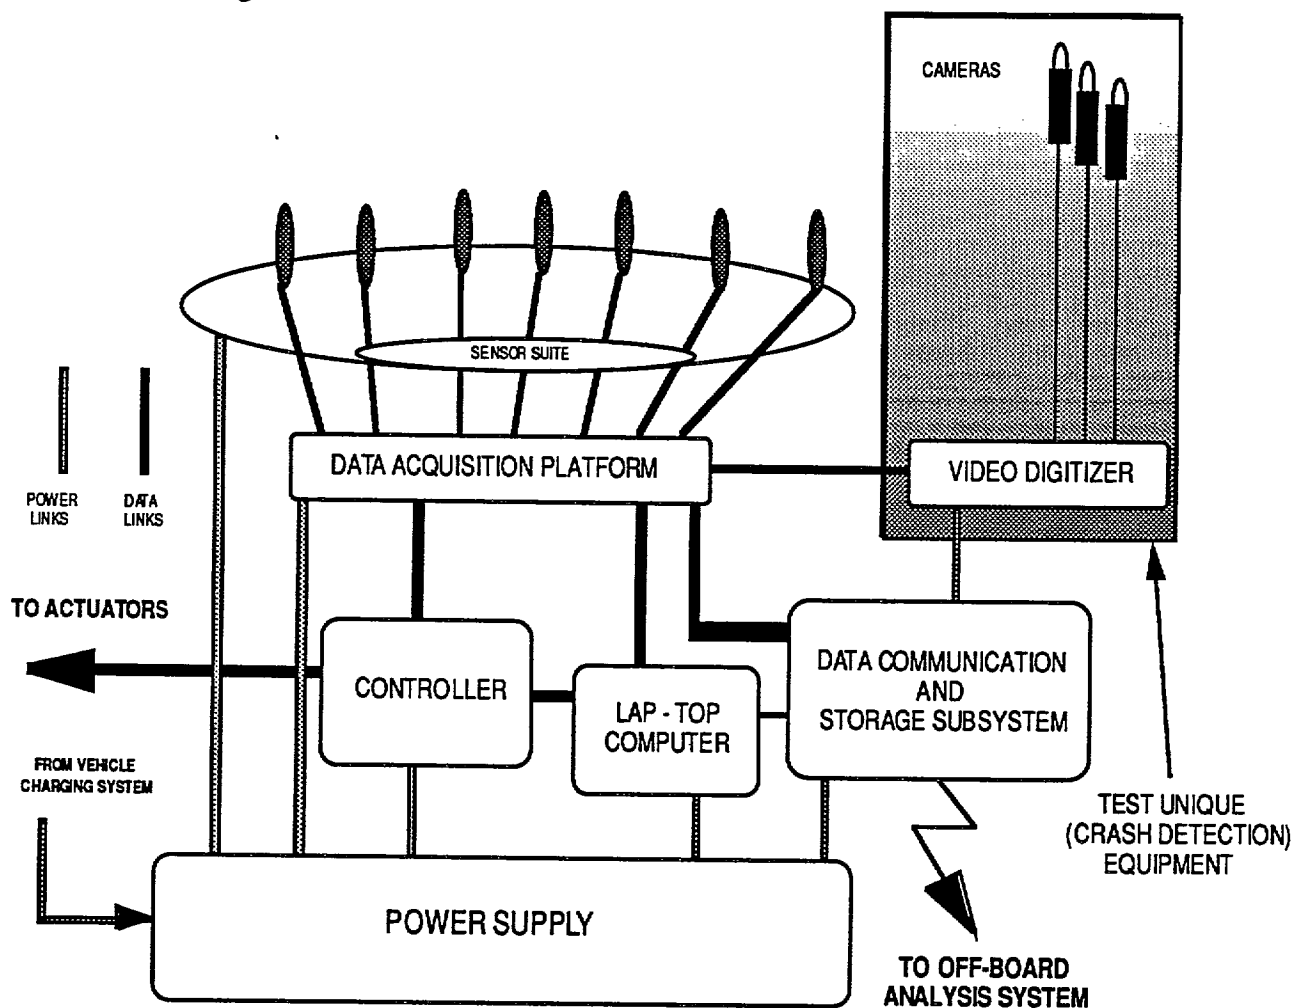 CAMERAS
SENSOR SUITE
DATA ACQUISITION PLATFORM
VIDEO DIGITIZER
POWER
LINKS
DATA
LINKS
TO ACTUATORS
CONTROLLER
LAP - TOP
COMPUTER
DATA COMMUNICATION
AND
STORAGE SUBSYSTEM
FROM VEHICLE
CHARGING SYSTEM
TEST UNIQUE
(CRASH DETECTION)
EQUIPMENT
POWER SUPPLY
TO OFF-BOARD
ANALYSIS SYSTEM